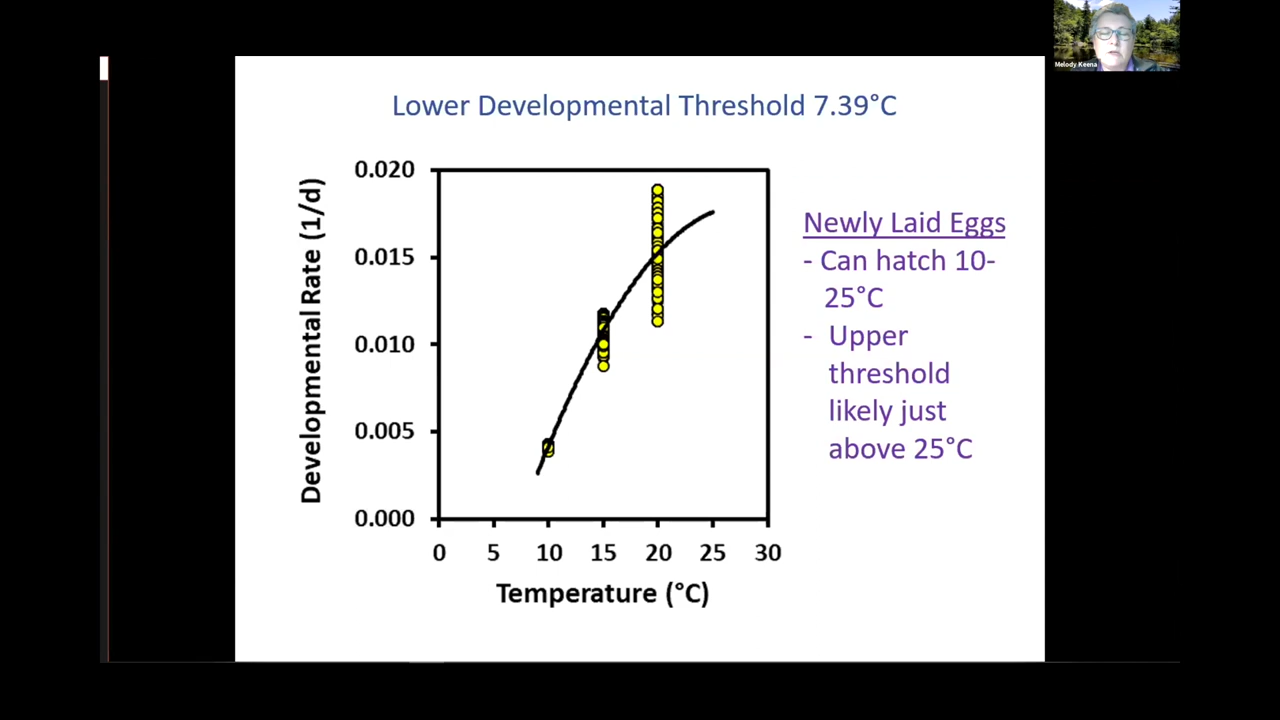 Melody Keena
Lower Developmental Threshold 7.39°C
Developmental Rate (1/d)
0.020
0.015
0.010
0.005
0.000
0 5 10 15 20 25 30
Temperature (°C)
Newly Laid Eggs
- Can hatch 10-
25°C
- Upper
threshold
likely just
above 25°C